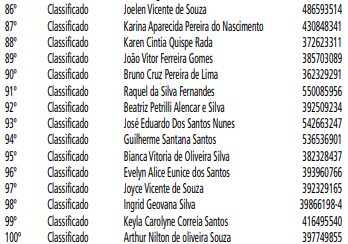 86º Classificado Joelen Vicente de Souza 486593514
87º Classificado Karina Aparecida Pereira do Nascimento 430848341
88º Classificado Karen Cintia Quispe Rada 372623311
89º Classificado João Vitor Ferreira Gomes 385703089
90º Classificado Bruno Cruz Pereira de Lima 362329291
91º Classificado Raquel da Silva Fernandes 550085956
92º Classificado Beatriz Petrilli Alencar e Silva 392509234
93º Classificado José Eduardo Dos Santos Nunes 542663247
94º Classificado Guilherme Santana Santos 536536901
95º Classificado Bianca Vitoria de Oliveira Silva 382328437
96º Classificado Evelyn Alice Eunice dos Santos 393960766
97º Classificado Joyce Vicente de Souza 392329165
98º Classificado Ingrid Geovana Silva 39866198-4
99º Classificado Keyla Carolyne Correia Santos 416495540
100º Classificado Arthur Nilton de oliveira Souza 397749855